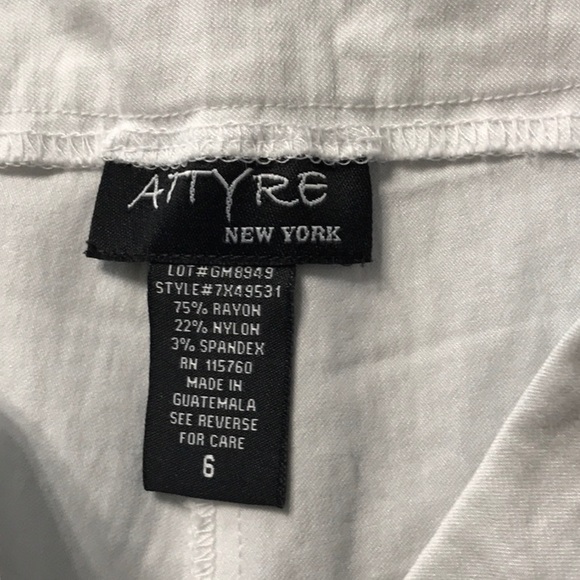 ATTYRE
NEW YORK
LOT#GM8949
STYLE#7X49531
75% RAYON
22% NYLON
3% SPANDEX
RN 115760
MADE IN
GUATEMALA
SEE REVERSE
FOR CARE
6